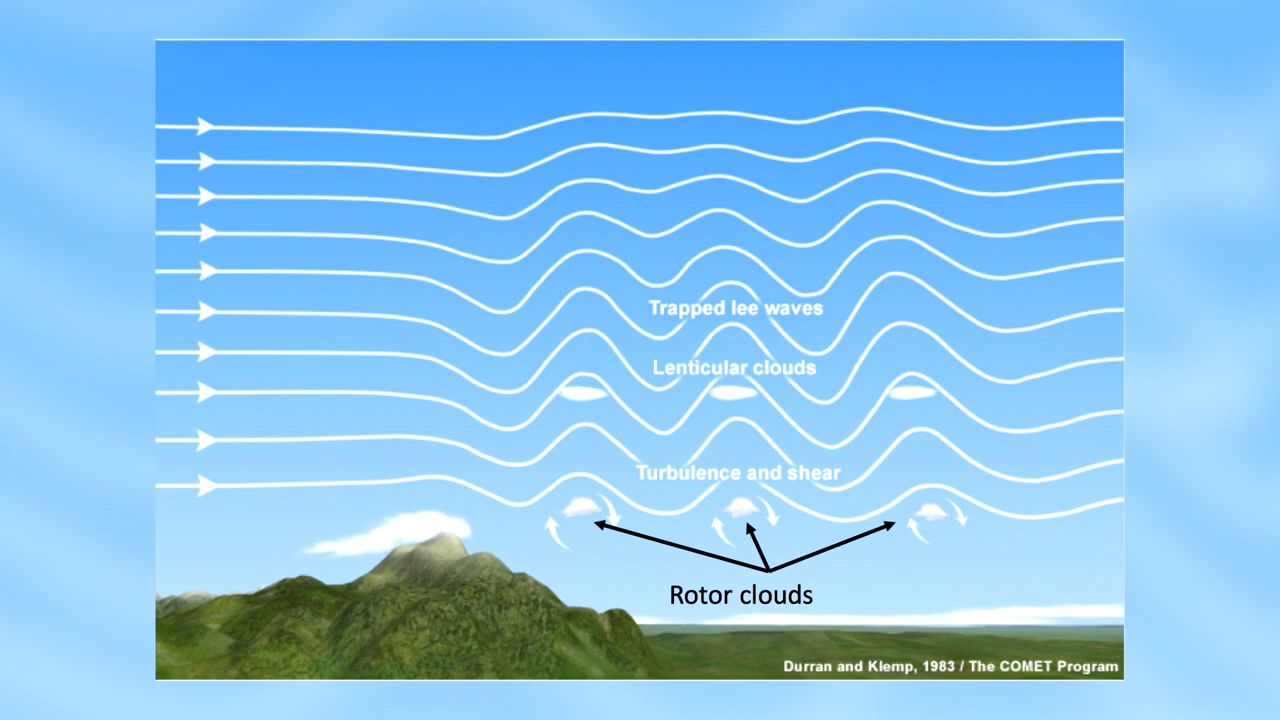 Trapped lee waves
Lenticular clouds
Turbulence and shear
Rotor clouds
Durran and Klemp, 1983 / The COMET Program